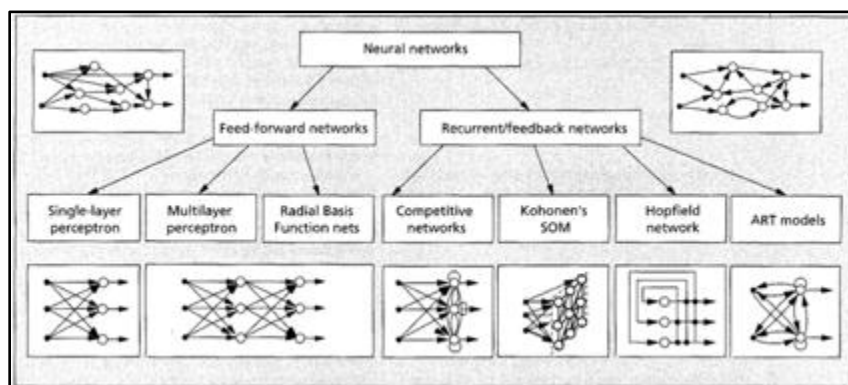 Neural networks
Feed-forward networks
Recurrent/feedback networks
Single-layer
perceptron
Multilayer
perceptron
Radial Basis
Function nets
Competitive
networks
Kohonen's
SOM
Hopfield
network
ART models